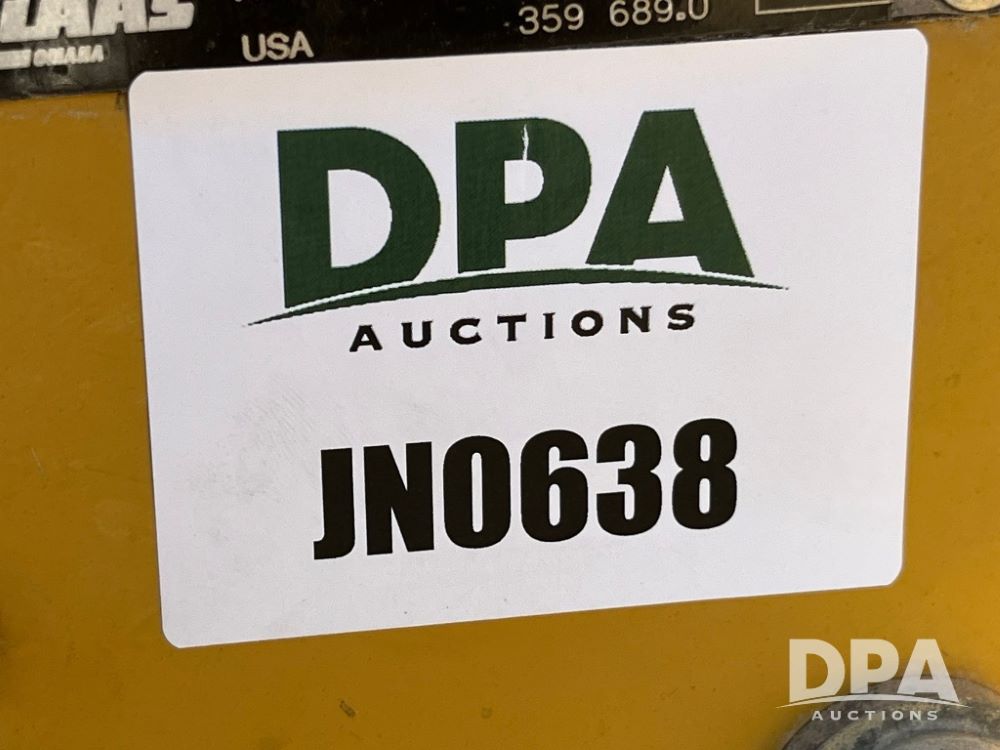 359 689.0
USA
DPA
AUCTIONS
JN0638
DPA
AUCTIONS